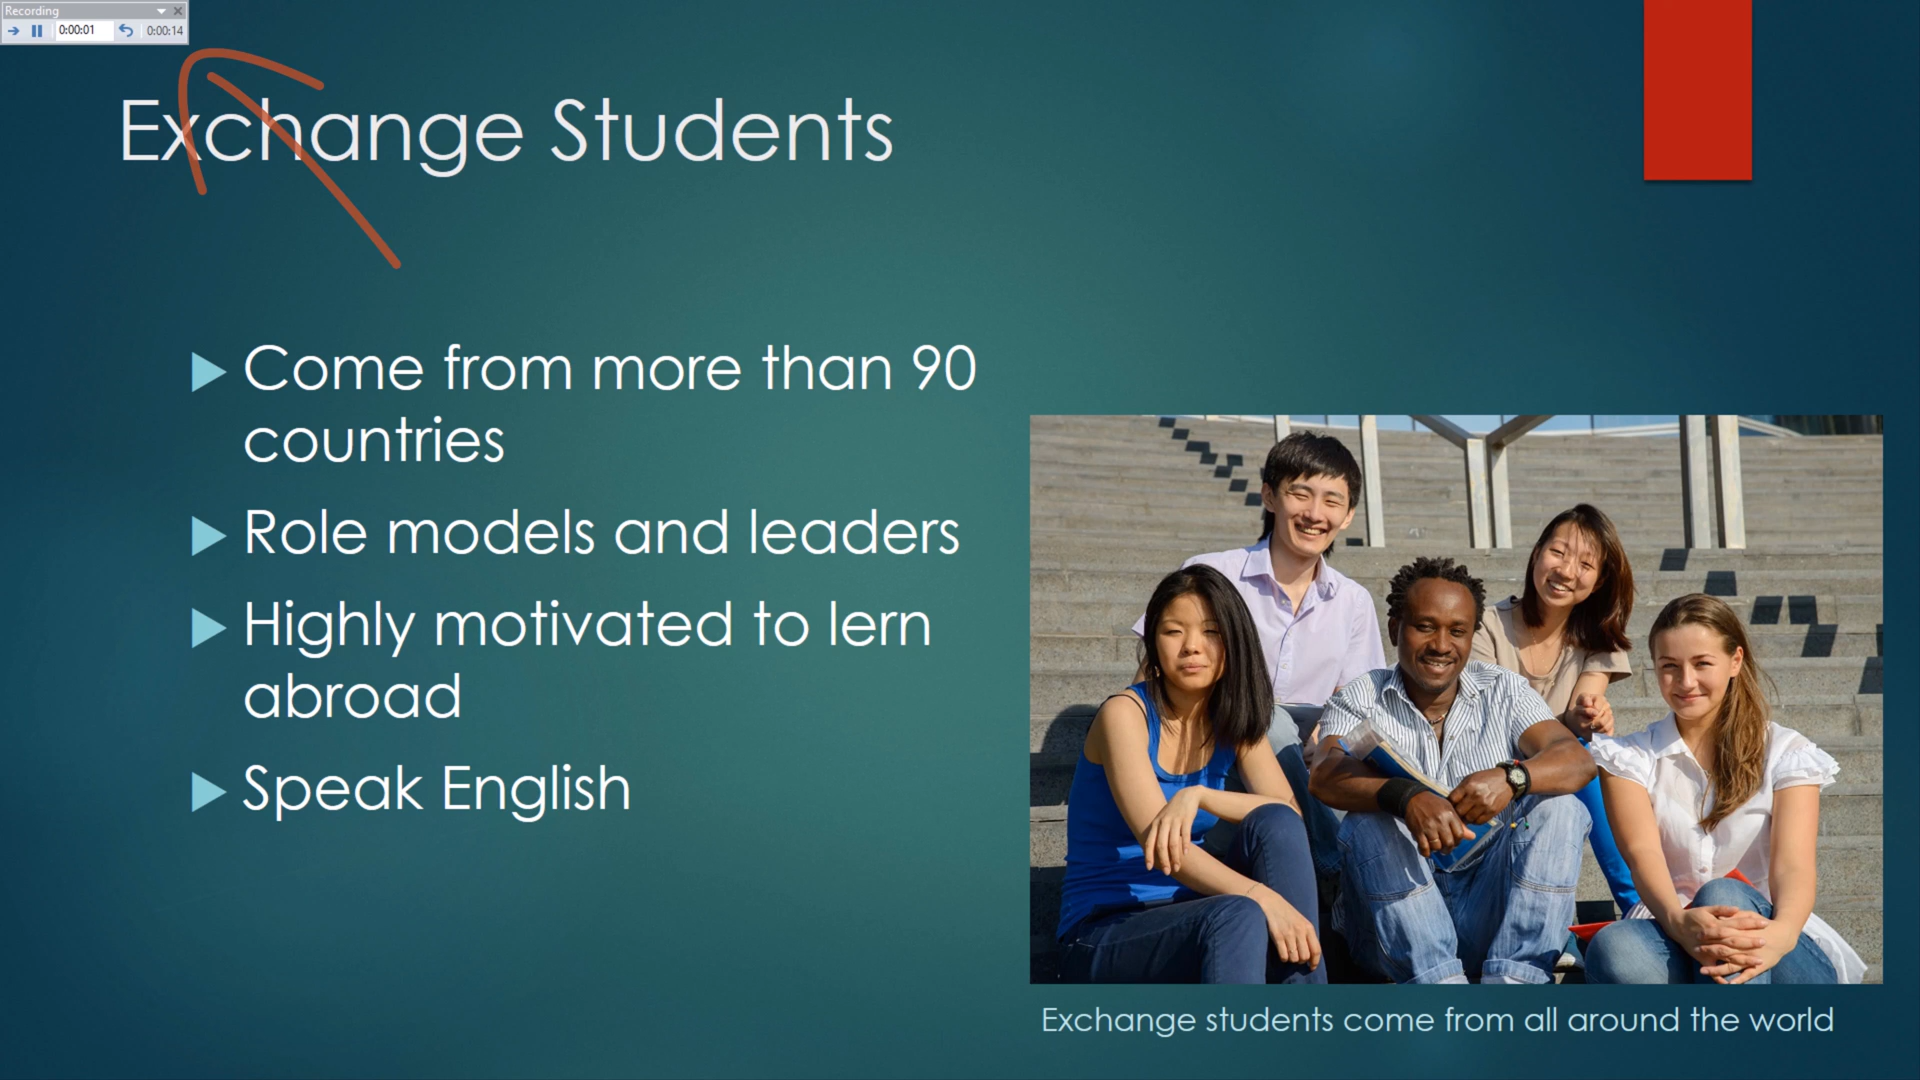 Recording
0:00:01 0:00:14
Exchange Students
Come from more than 90
countries
Role models and leaders
Highly motivated to lern
abroad
Speak English
Exchange students come from all around the world